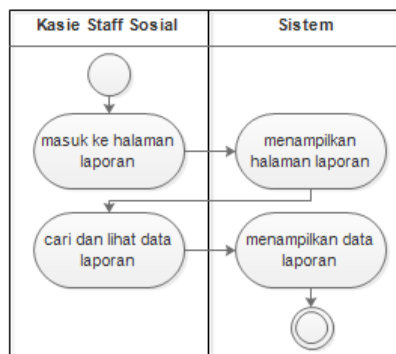 Kasie Staff Sosial
Sistem
masuk ke halaman
laporan
menampilkan
halaman laporan
cari dan lihat data
laporan
menampilkan data
laporan